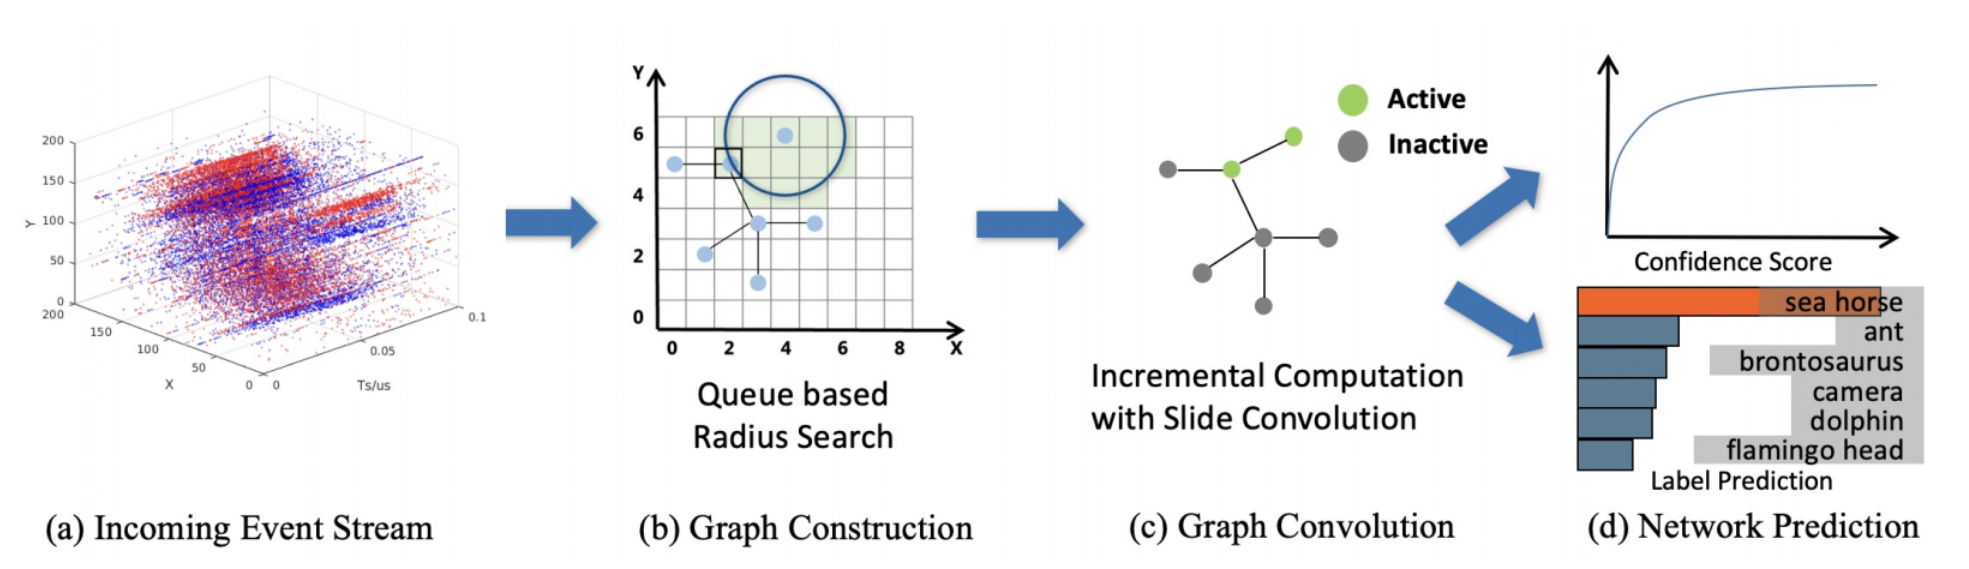 200
150
100
50
0
Y
200
150
100
50
0
X
0
0.05
0.1
Ts/us
Y
6
4
2
0
0 2 4 6 8 X
Queue based
Radius Search
Active
Inactive
Incremental Computation
with Slide Convolution
Confidence Score
sea horse
ant
brontosaurus
camera
dolphin
flamingo head
Label Prediction
(a) Incoming Event Stream
(b) Graph Construction
(c) Graph Convolution
(d) Network Prediction